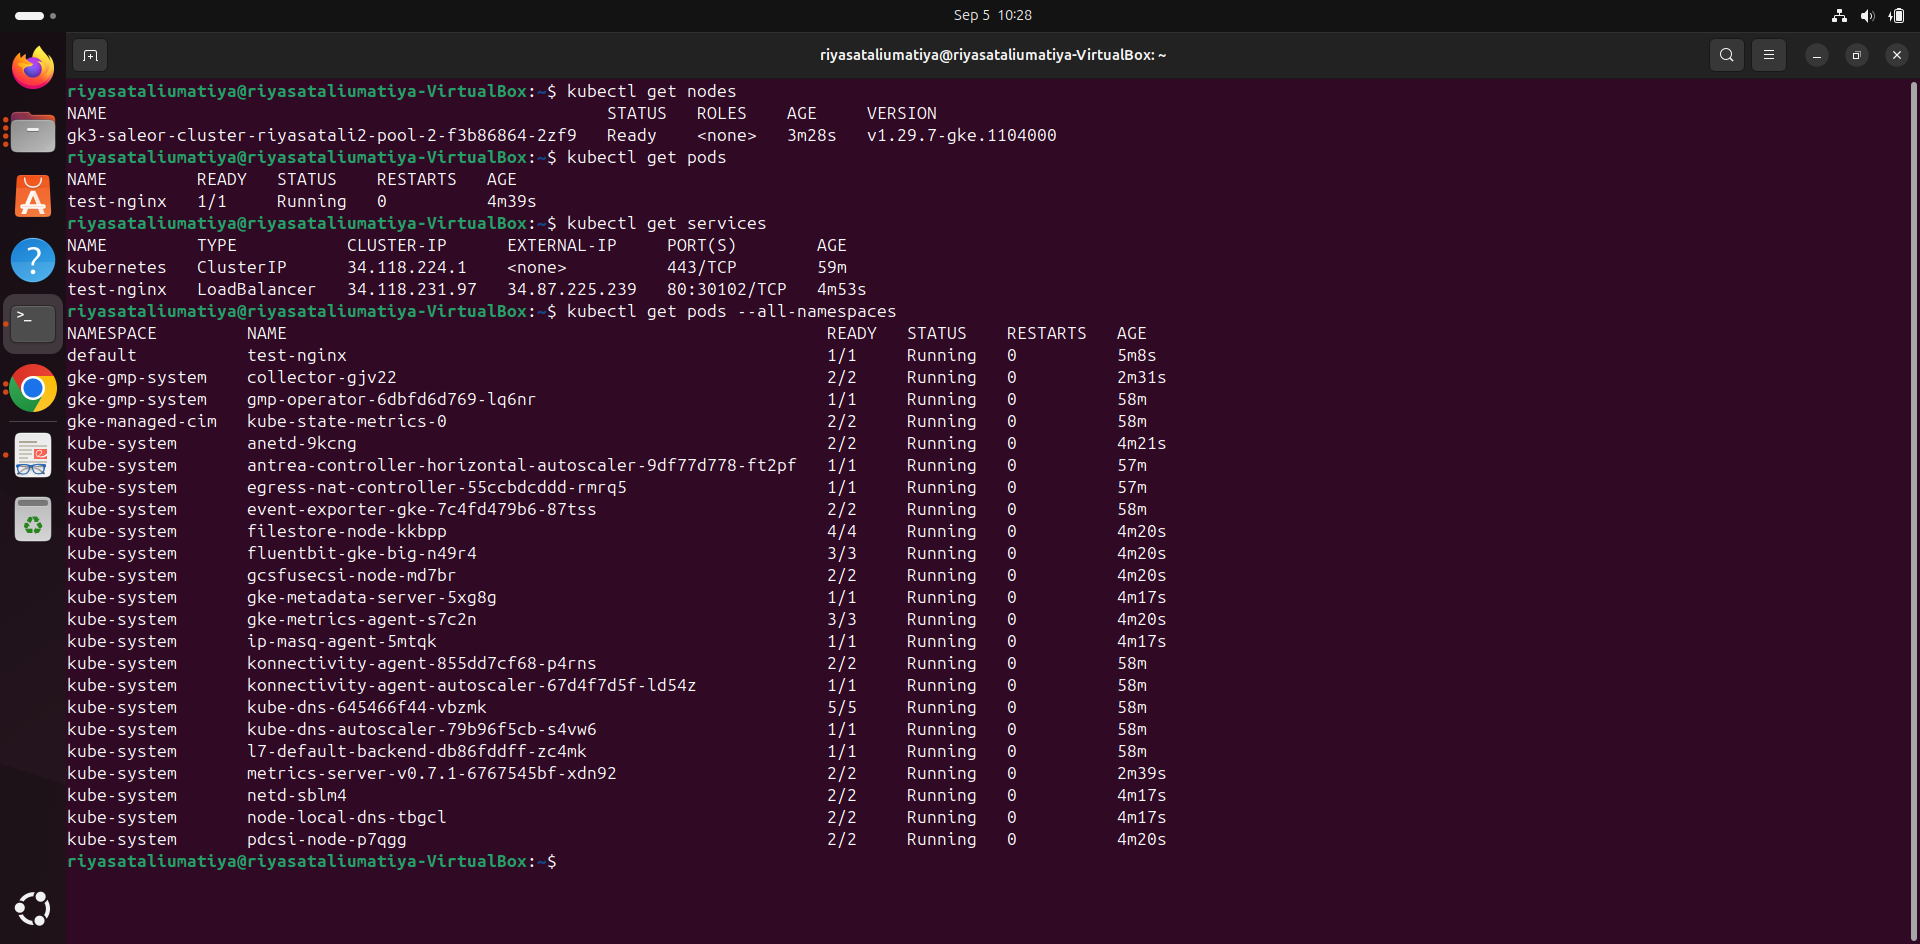 Sep 5  10:28
riyasataliumatiya@riyasataliumatiya-VirtualBox: ~
riyasataliumatiya@riyasataliumatiya-VirtualBox:~$ kubectl get nodes
NAME                                                  STATUS   ROLES    AGE     VERSION
gk3-saleor-cluster-riyasatali2-pool-2-f3b86864-2zf9   Ready    <none>   3m28s   v1.29.7-gke.1104000
riyasataliumatiya@riyasataliumatiya-VirtualBox:~$ kubectl get pods
NAME         READY   STATUS    RESTARTS   AGE
test-nginx   1/1     Running   0          4m39s
riyasataliumatiya@riyasataliumatiya-VirtualBox:~$ kubectl get services
NAME         TYPE           CLUSTER-IP      EXTERNAL-IP     PORT(S)        AGE
kubernetes   ClusterIP      34.118.224.1    <none>          443/TCP        59m
test-nginx   LoadBalancer   34.118.231.97   34.87.225.239   80:30102/TCP   4m53s
riyasataliumatiya@riyasataliumatiya-VirtualBox:~$ kubectl get pods --all-namespaces
NAMESPACE         NAME                                                      READY   STATUS    RESTARTS   AGE
default           test-nginx                                                1/1     Running   0          5m8s
gke-gmp-system    collector-gjv22                                           2/2     Running   0          2m31s
gke-gmp-system    gmp-operator-6dbfd6d769-lq6nr                             1/1     Running   0          58m
gke-managed-cim   kube-state-metrics-0                                      2/2     Running   0          58m
kube-system       anetd-9kcng                                               2/2     Running   0          4m21s
kube-system       antrea-controller-horizontal-autoscaler-9df77d778-ft2pf   1/1     Running   0          57m
kube-system       egress-nat-controller-55ccbdcddd-rmrq5                    1/1     Running   0          57m
kube-system       event-exporter-gke-7c4fd479b6-87tss                       2/2     Running   0          58m
kube-system       filestore-node-kkbpp                                      4/4     Running   0          4m20s
kube-system       fluentbit-gke-big-n49r4                                   3/3     Running   0          4m20s
kube-system       gcsfusecsi-node-md7br                                     2/2     Running   0          4m20s
kube-system       gke-metadata-server-5xg8g                                 1/1     Running   0          4m17s
kube-system       gke-metrics-agent-s7c2n                                   3/3     Running   0          4m20s
kube-system       ip-masq-agent-5mtqk                                       1/1     Running   0          4m17s
kube-system       konnectivity-agent-855dd7cf68-p4rns                       2/2     Running   0          58m
kube-system       konnectivity-agent-autoscaler-67d4f7d5f-ld54z             1/1     Running   0          58m
kube-system       kube-dns-645466f44-vbzmk                                  5/5     Running   0          58m
kube-system       kube-dns-autoscaler-79b96f5cb-s4vw6                       1/1     Running   0          58m
kube-system       l7-default-backend-db86fddff-zc4mk                        1/1     Running   0          58m
kube-system       metrics-server-v0.7.1-6767545bf-xdn92                     2/2     Running   0          2m39s
kube-system       netd-sblm4                                                2/2     Running   0          4m17s
kube-system       node-local-dns-tbgcl                                      2/2     Running   0          4m17s
kube-system       pdcsi-node-p7qgg                                          2/2     Running   0          4m20s
riyasataliumatiya@riyasataliumatiya-VirtualBox:~$